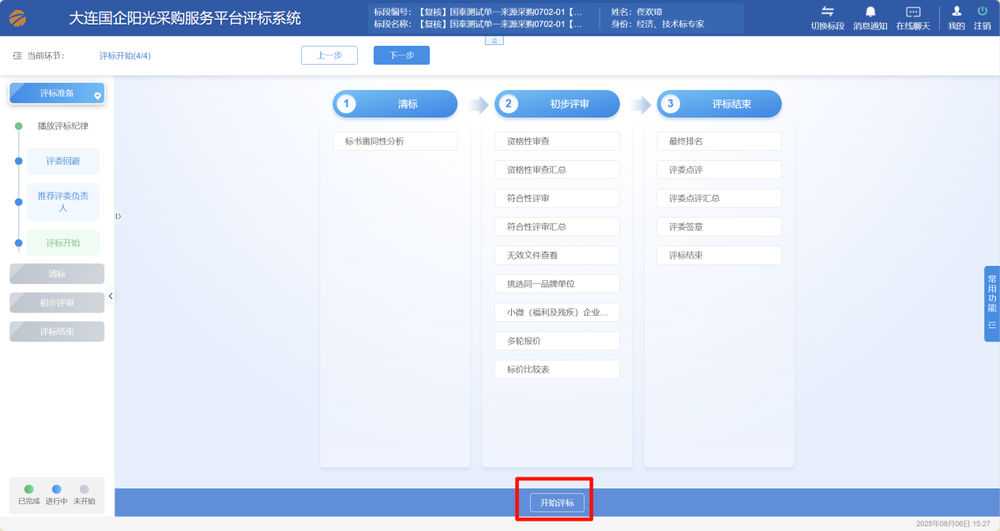 大连国企阳光采购服务平台评标系统
标段编号：【复核】国泰测试单一来源采购0702-01【...
标段名称：【复核】国泰测试单一来源采购0702-01【...
姓名：佟欢璋
身份：经济、技术标专家
切换标段
消息通知
在线聊天
我的
注销
当前环节：
评标开始(4/4)
上一步
下一步
评标准备
播放评标纪律
评委回避
推荐评委负责
人
评标开始
清标
初步评审
评标结束
已完成
进行中
未开始
1 清标
标书雷同性分析
2 初步评审
资格性审查
资格性审查汇总
符合性评审
符合性评审汇总
无效文件查看
挑选同一品牌单位
小微（福利及残疾）企业...
多轮报价
标价比较表
3 评标结束
最终排名
评委点评
评委点评汇总
评委签章
评标结束
常用功能
开始评标
2025年08月06日 15:27